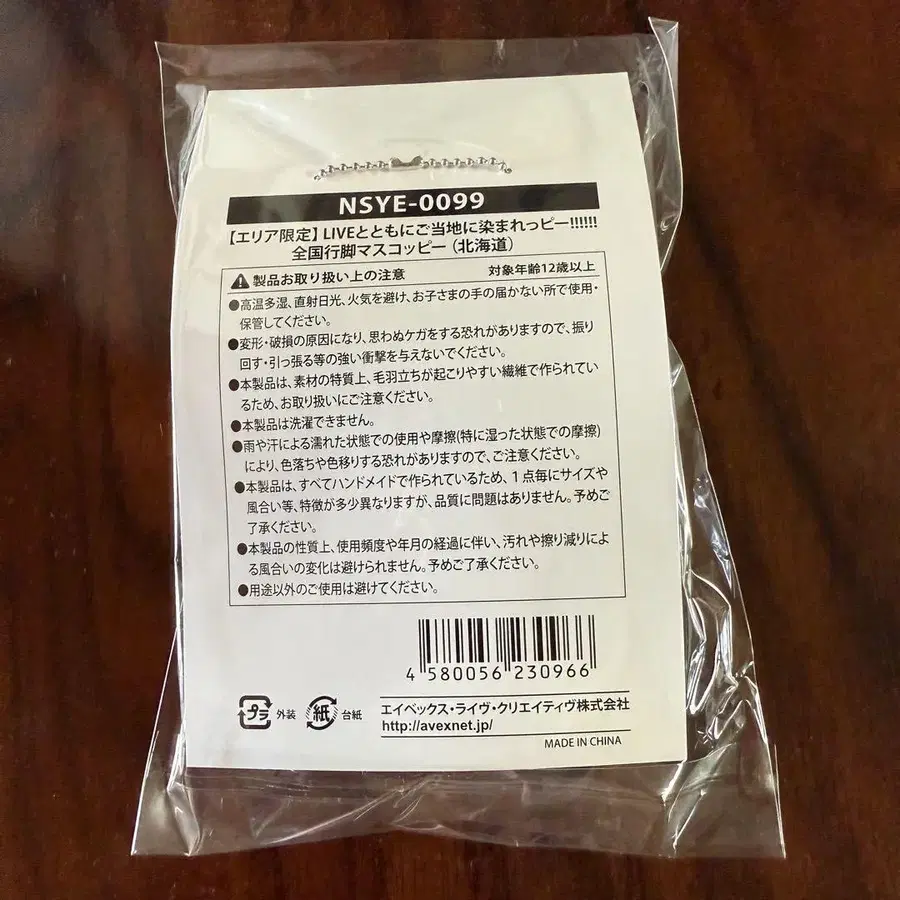 NSYE-0099
【エリア限定】LIVEとともにご当地に染まれっピー!!!!!!
全国行脚マスコッピー（北海道）
製品お取り扱い上の注意 対象年齢12歳以上
●高温多湿、直射日光、火気を避け、お子さまの手の届かない所で使用・
保管してください。
●変形・破損の原因になり、思わぬケガをする恐れがありますので、振り
回す・引っ張る等の強い衝撃を与えないでください。
●本製品は、素材の特質上、毛羽立ちが起こりやすい繊維で作られてい
るため、お取り扱いにご注意ください。
●本製品は洗濯できません。
●雨や汗による濡れた状態での使用や摩擦(特に湿った状態での摩擦)
により、色落ちや色移りする恐れがありますので、ご注意ください。
●本製品は、すべてハンドメイドで作られているため、1点毎にサイズや
風合い等、特徴が多少異なりますが、品質に問題はありません。予めご
了承ください。
●本製品の性質上、使用頻度や年月の経過に伴い、汚れや擦り減りによ
る風合いの変化は避けられません。予めご了承ください。
●用途以外のご使用は避けてください。
4 580056 230966
プラ 外装 紙 台紙
エイベックス・ライヴ・クリエイティヴ株式会社
http://avexnet.jp/
MADE IN CHINA